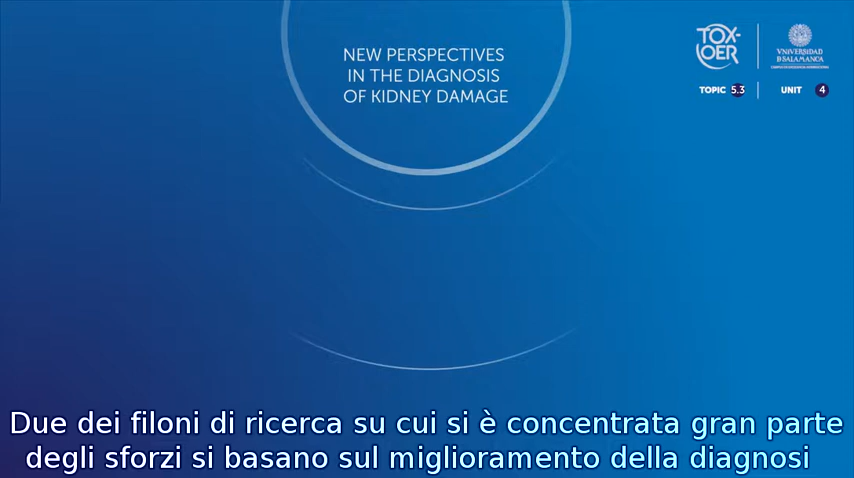 NEW PERSPECTIVES
IN THE DIAGNOSIS
OF KIDNEY DAMAGE
TOX-
OER
VNiVERSiDAD
D SALAMANCA
TOPIC 5.3
UNIT 4
Due dei filoni di ricerca su cui si è concentrata gran parte
degli sforzi si basano sul miglioramento della diagnosi